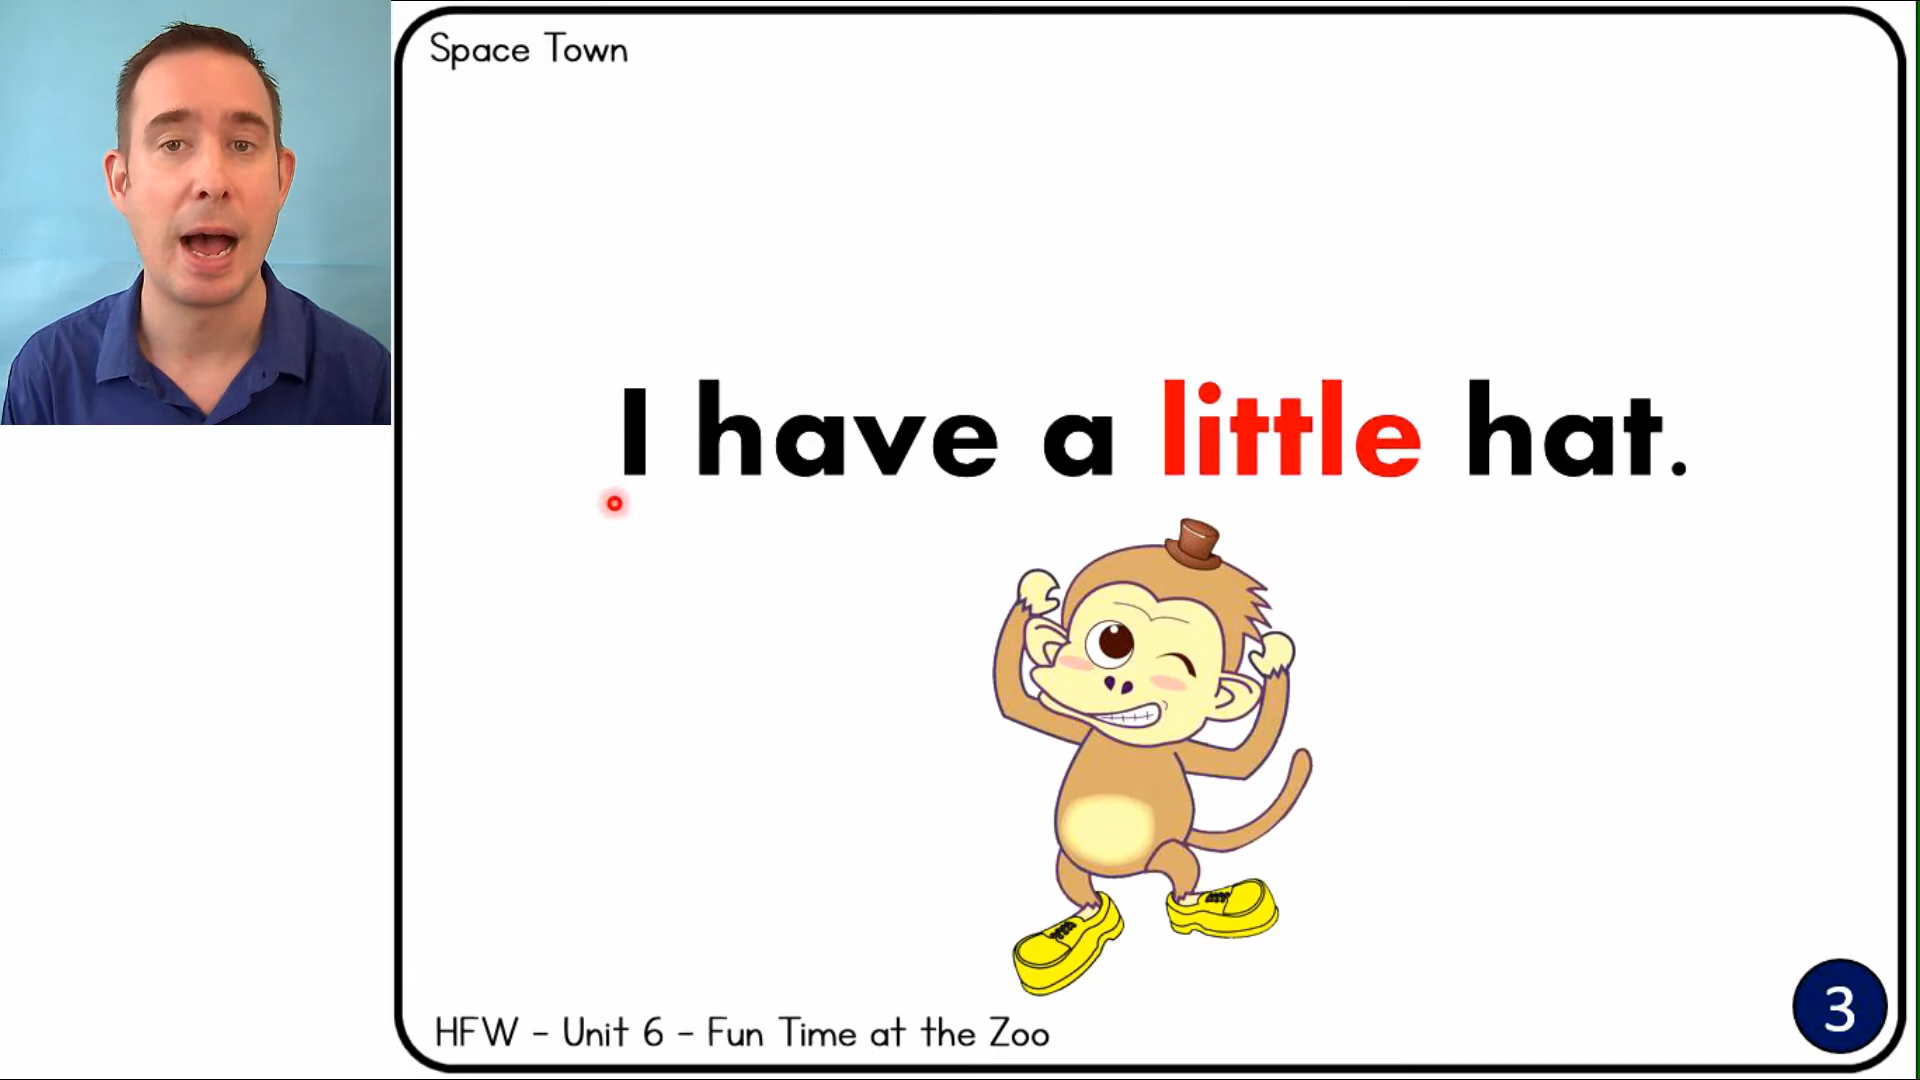 Space Town
I have a little hat.
HFW - Unit 6 - Fun Time at the Zoo
3